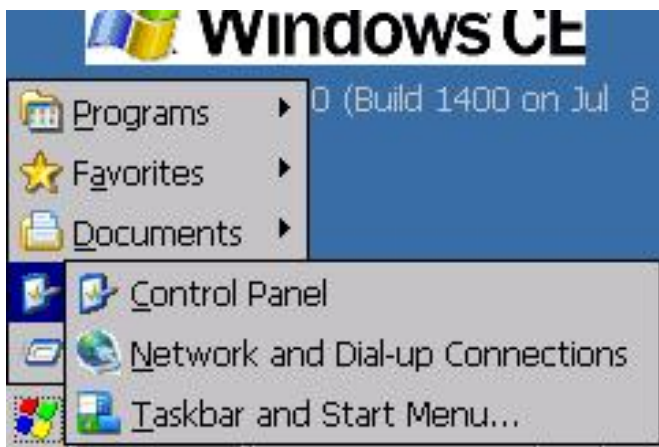 Windows CE
0 (Build 1400 on Jul 8
Programs
Favorites
Documents
Control Panel
Network and Dial-up Connections
Taskbar and Start Menu...